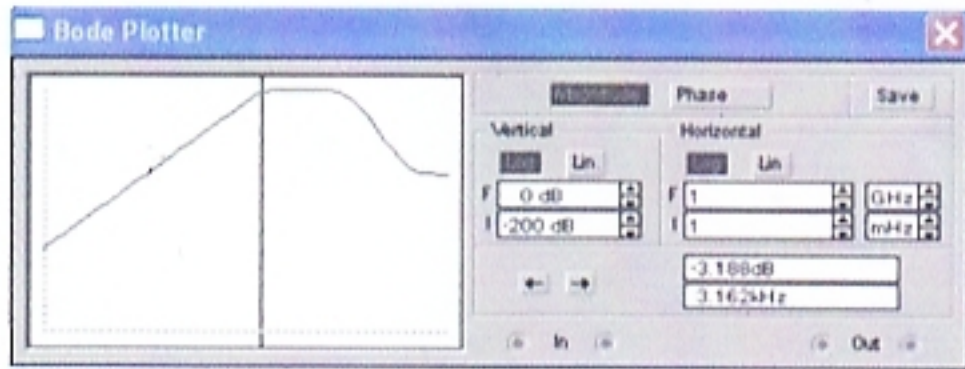 Bode Plotter
Magnitude Phase Save
Vertical Horizontal
Log Lin Log Lin
F 0 dB F 1 GHz
I -200 dB I 1 mHz
-3.188dB
3.162kHz
In Out